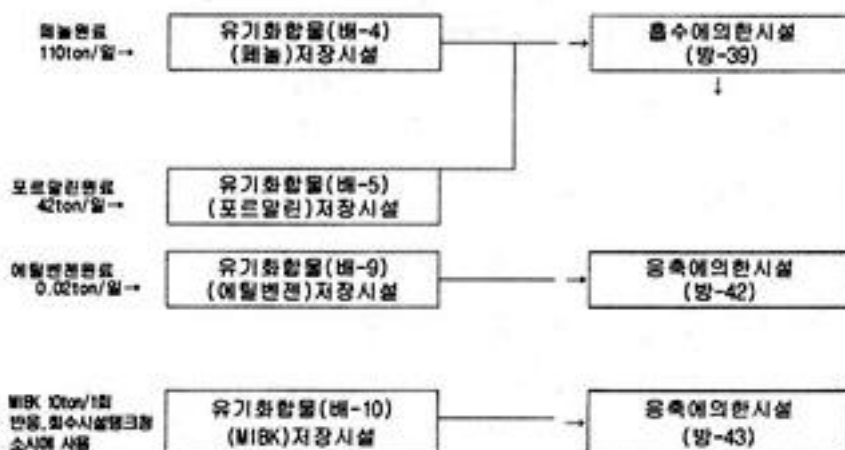 페놀원료
110ton/일→
유기화합물(배-4)
(페놀)저장시설
→
흡수에의한시설
(방-39)
↓
포르말린원료
42ton/일→
유기화합물(배-5)
(포르말린)저장시설
에틸벤젠원료
0.02ton/일→
유기화합물(배-9)
(에틸벤젠)저장시설
→
응축에의한시설
(방-42)
MIBK 10ton/1회
반응,회수시설탱크청
소시에 사용
유기화합물(배-10)
(MIBK)저장시설
→
응축에의한시설
(방-43)